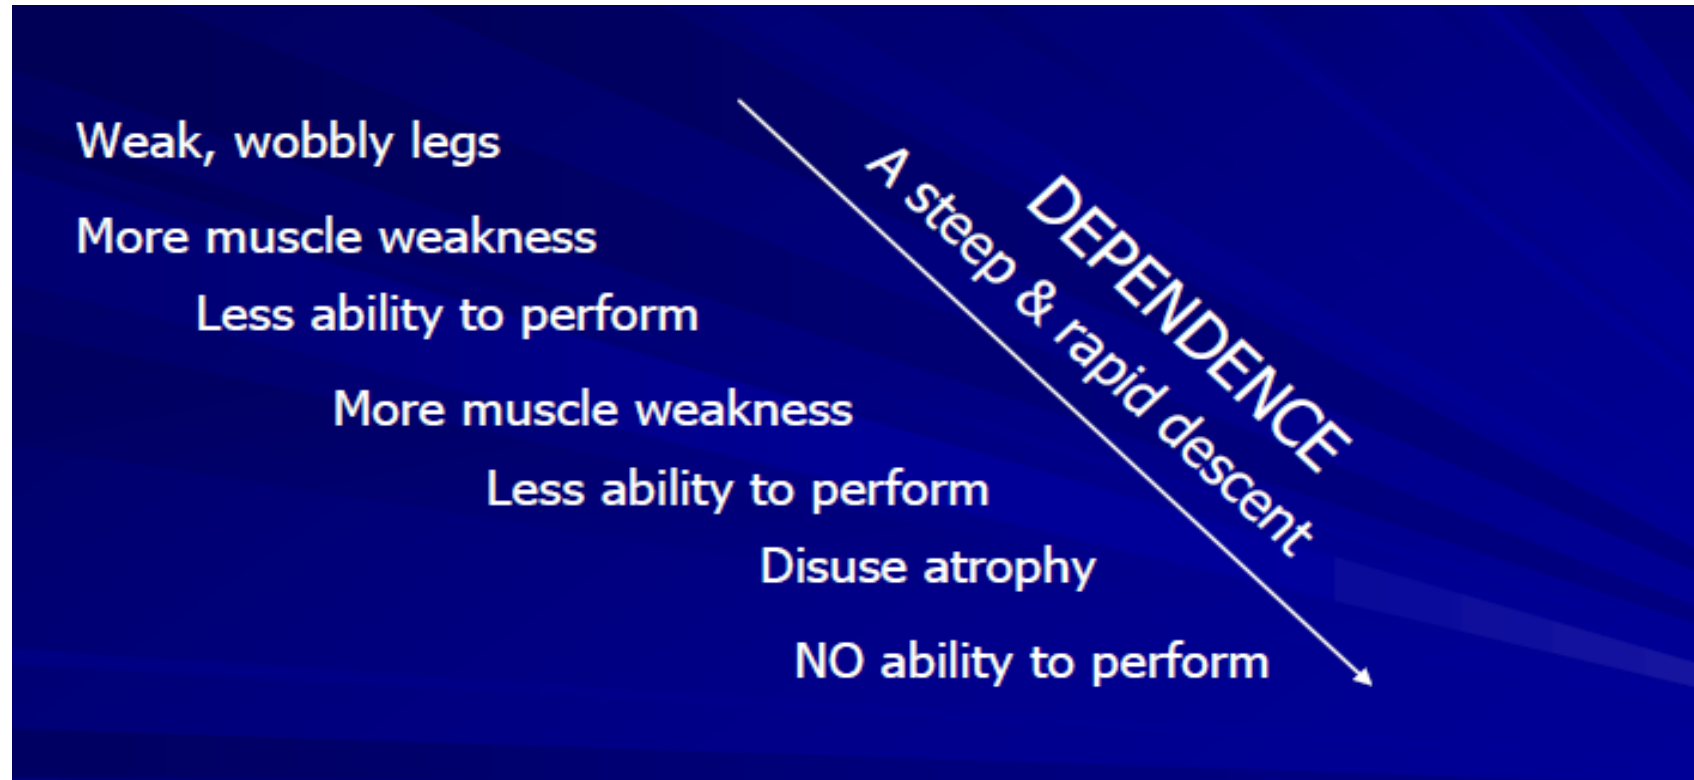 Weak, wobbly legs
More muscle weakness
Less ability to perform
More muscle weakness
Less ability to perform
Disuse atrophy
NO ability to perform
DEPENDENCE
A steep & rapid descent